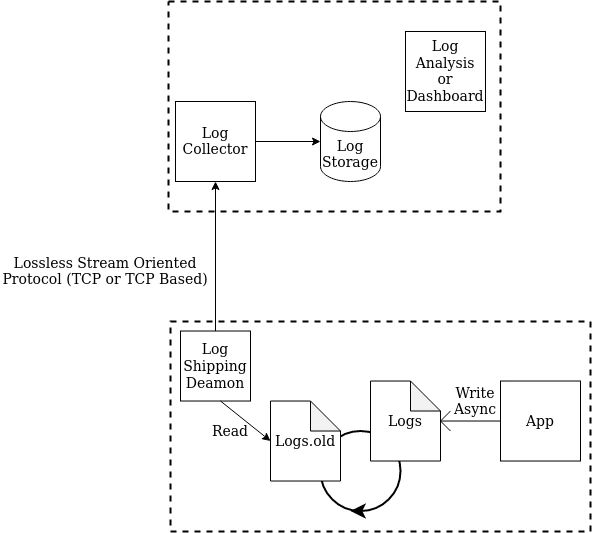 Log
Analysis
or
Dashboard
Log
Collector
Log
Storage
Lossless Stream Oriented
Protocol (TCP or TCP Based)
Log
Shipping
Deamon
Read
Logs.old
Logs
Write
Async
App